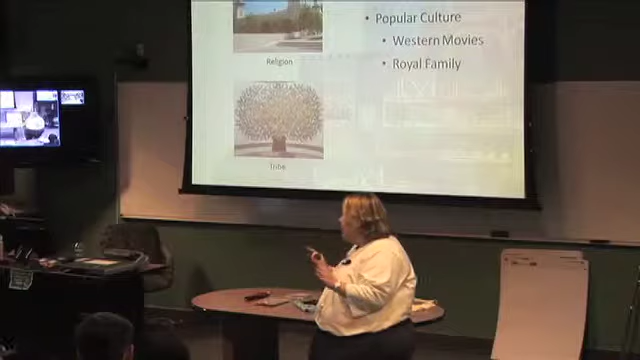 Religion
Tribe
• Popular Culture
• Western Movies
• Royal Family